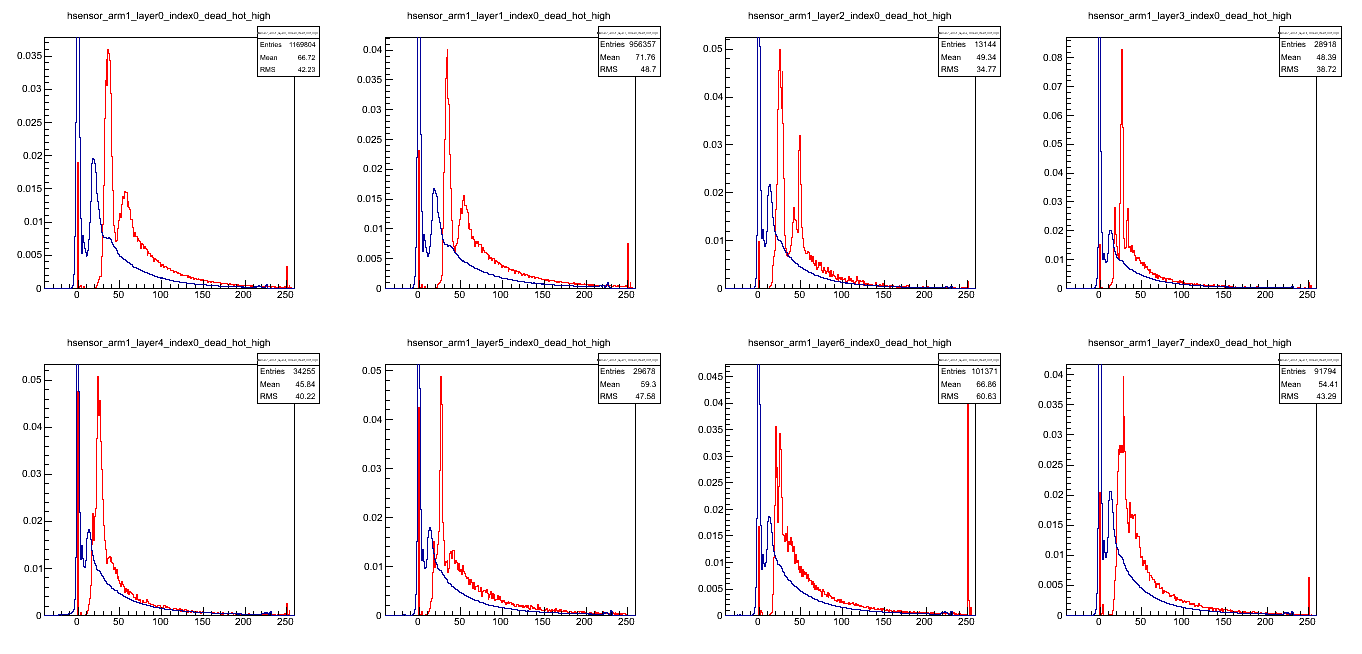 hsensor_arm1_layer0_index0_dead_hot_high
Entries 1169804
Mean 66.72
RMS 42.23
0.035
0.03
0.025
0.02
0.015
0.01
0.005
0
0 50 100 150 200 250
hsensor_arm1_layer1_index0_dead_hot_high
Entries 956357
Mean 71.76
RMS 48.7
0.04
0.035
0.03
0.025
0.02
0.015
0.01
0.005
0
0 50 100 150 200 250
hsensor_arm1_layer2_index0_dead_hot_high
Entries 13144
Mean 49.34
RMS 34.77
0.05
0.04
0.03
0.02
0.01
0
0 50 100 150 200 250
hsensor_arm1_layer3_index0_dead_hot_high
Entries 28918
Mean 48.39
RMS 38.72
0.08
0.07
0.06
0.05
0.04
0.03
0.02
0.01
0
0 50 100 150 200 250
hsensor_arm1_layer4_index0_dead_hot_high
Entries 34255
Mean 45.84
RMS 40.22
0.05
0.04
0.03
0.02
0.01
0
0 50 100 150 200 250
hsensor_arm1_layer5_index0_dead_hot_high
Entries 29678
Mean 59.3
RMS 47.58
0.05
0.04
0.03
0.02
0.01
0
0 50 100 150 200 250
hsensor_arm1_layer6_index0_dead_hot_high
Entries 101371
Mean 66.86
RMS 60.63
0.045
0.04
0.035
0.03
0.025
0.02
0.015
0.01
0.005
0
0 50 100 150 200 250
hsensor_arm1_layer7_index0_dead_hot_high
Entries 91794
Mean 54.41
RMS 43.29
0.04
0.035
0.03
0.025
0.02
0.015
0.01
0.005
0
0 50 100 150 200 250